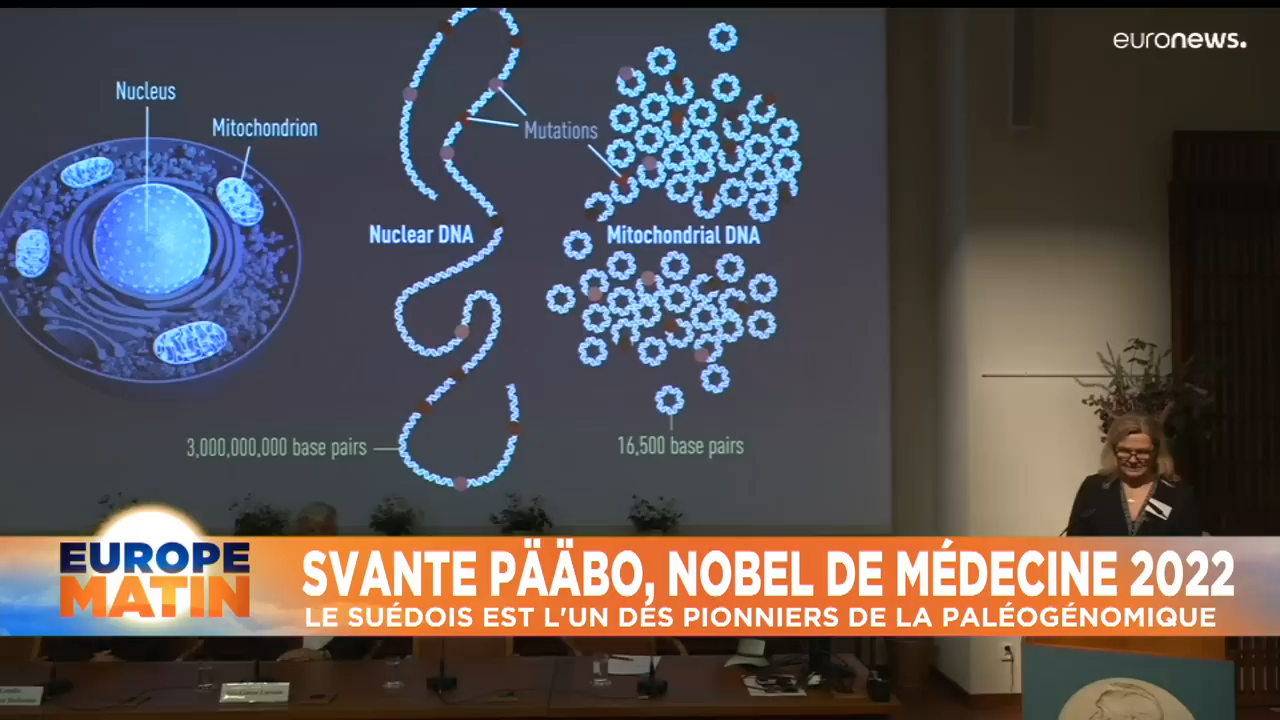 euronews.
Nucleus
Mitochondrion
Mutations
Nuclear DNA
Mitochondrial DNA
3,000,000,000 base pairs
16,500 base pairs
EUROPE
MATIN
SVANTE PÄÄBO, NOBEL DE MÉDECINE 2022
LE SUÉDOIS EST L'UN DES PIONNIERS DE LA PALÉOGÉNOMIQUE